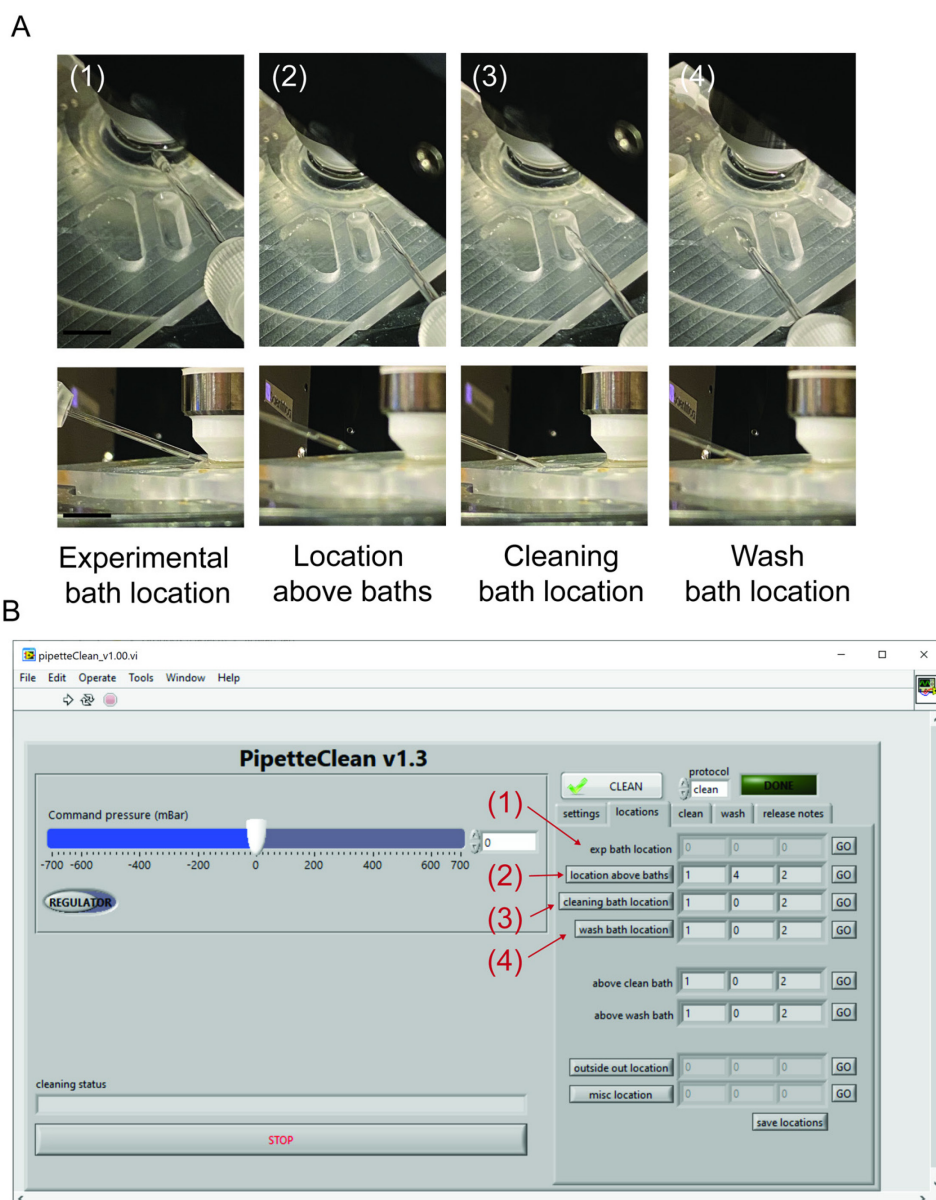 A
(1)
(2)
(3)
(4)
Experimental
bath location
Location
above baths
Cleaning
bath location
Wash
bath location
B
pipetteClean_v1.00.vi
File Edit Operate Tools Window Help
PipetteClean v1.3
Command pressure (mBar)
0
-700 -600 -400 -200 0 200 400 600 700
REGULATOR
CLEAN
protocol
clean
DONE
settings locations clean wash release notes
(1)
exp bath location 0 0 0 GO
(2)
location above baths 1 4 2 GO
(3)
cleaning bath location 1 0 2 GO
(4)
wash bath location 1 0 2 GO
above clean bath 1 0 2 GO
above wash bath 1 0 2 GO
outside out location 0 0 0 GO
misc location 0 0 0 GO
save locations
cleaning status
STOP